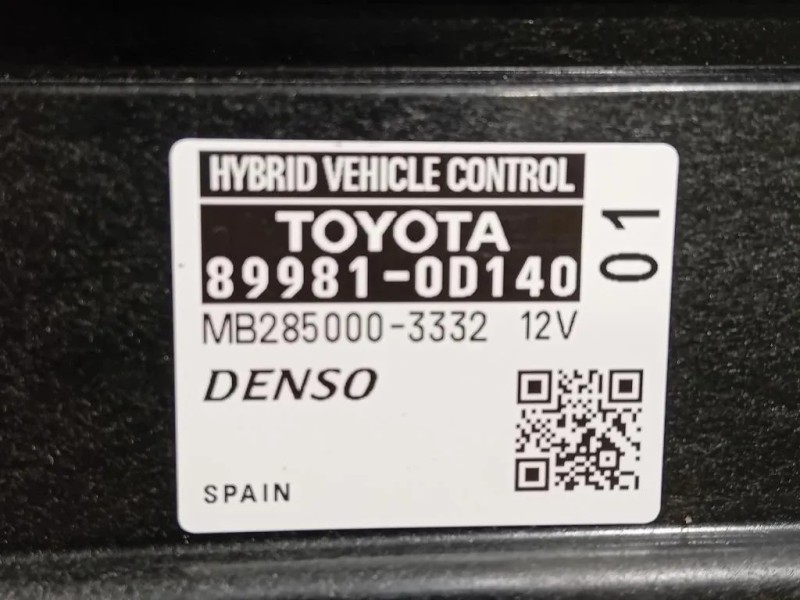 HYBRID VEHICLE CONTROL
TOYOTA
89981-0D140
01
MB285000-3332 12V
DENSO
SPAIN